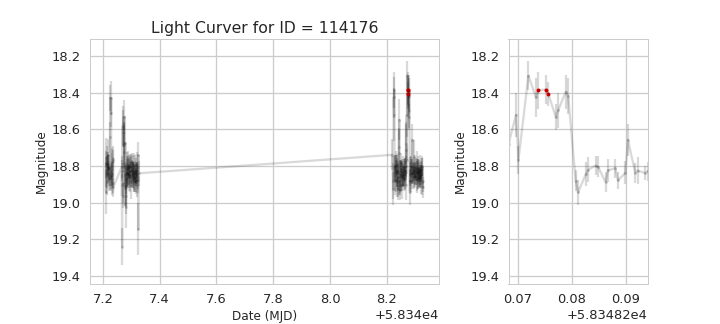 Light Curver for ID = 114176
18.2
18.4
18.6
18.8
19.0
19.2
19.4
Magnitude
7.2 7.4 7.6 7.8 8.0 8.2
Date (MJD)
+5.834e4
18.2
18.4
18.6
18.8
19.0
19.2
19.4
Magnitude
0.07 0.08 0.09
+5.83482e4